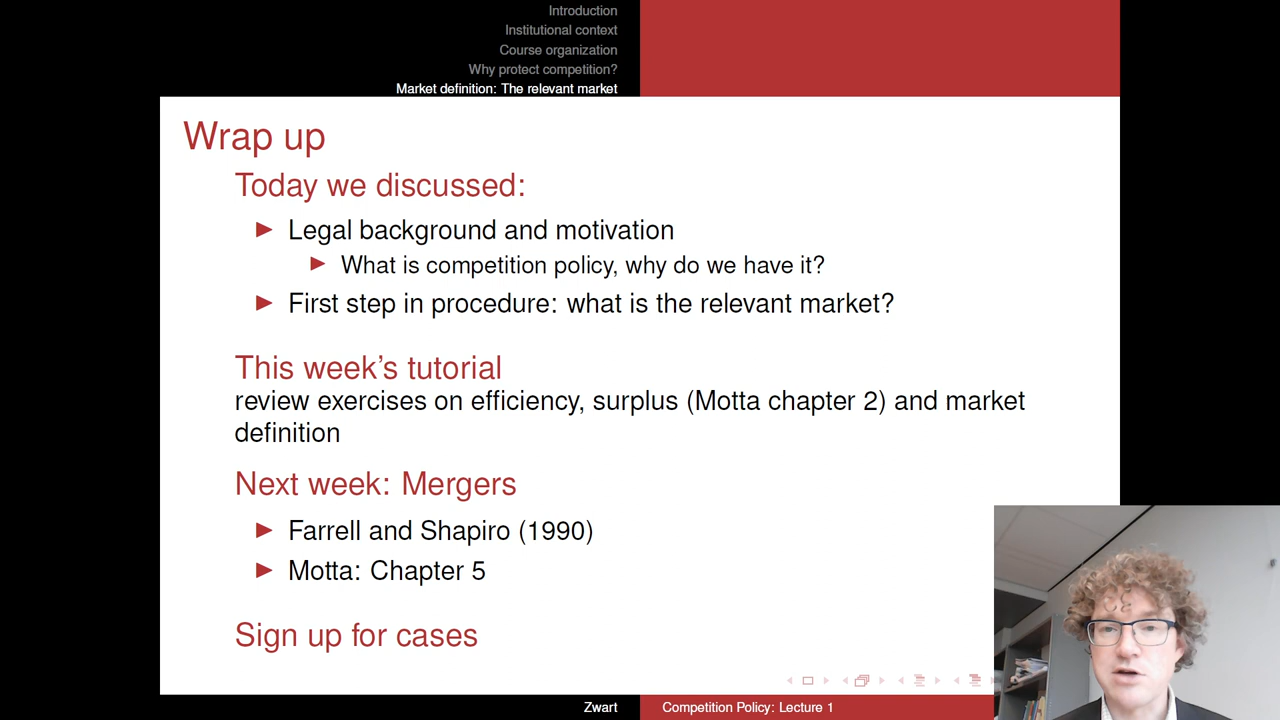 Introduction
Institutional context
Course organization
Why protect competition?
Market definition: The relevant market
Wrap up
Today we discussed:
Legal background and motivation
What is competition policy, why do we have it?
First step in procedure: what is the relevant market?
This week's tutorial
review exercises on efficiency, surplus (Motta chapter 2) and market
definition
Next week: Mergers
Farrell and Shapiro (1990)
Motta: Chapter 5
Sign up for cases
Zwart
Competition Policy: Lecture 1